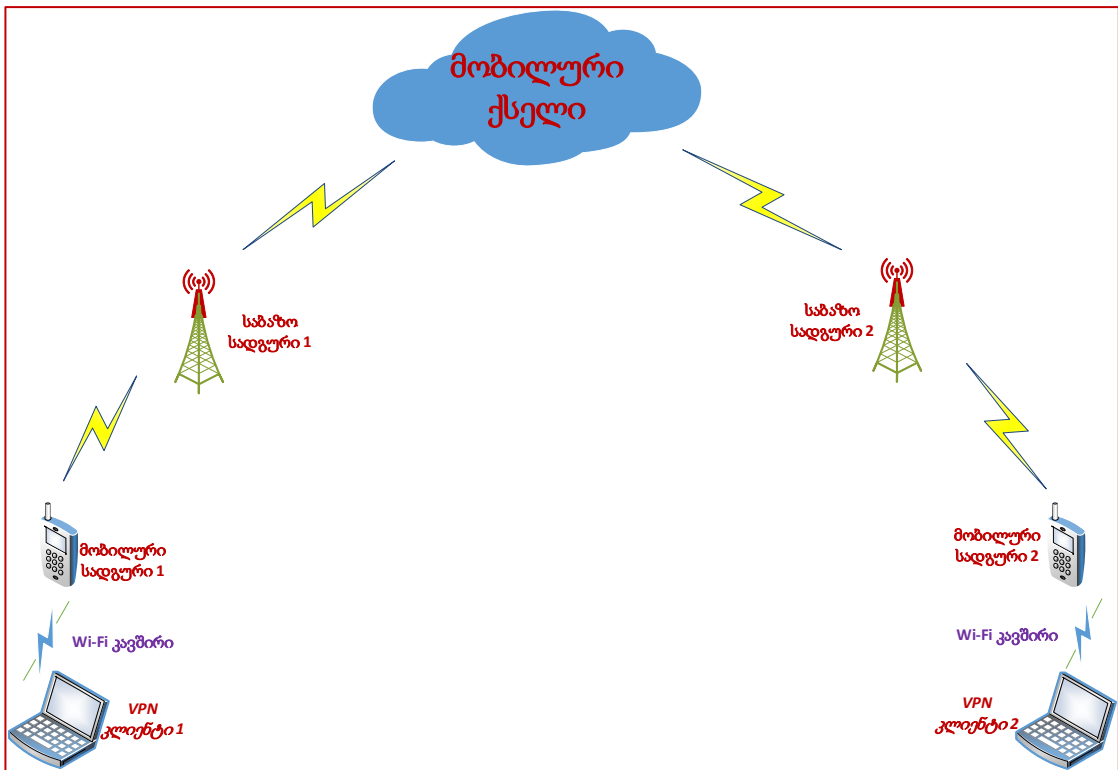 მობილური
ქსელი
საბაზო
სადგური 1
საბაზო
სადგური 2
მობილური
სადგური 1
მობილური
სადგური 2
Wi-Fi კავშირი
Wi-Fi კავშირი
VPN
კლიენტი 1
VPN
კლიენტი 2